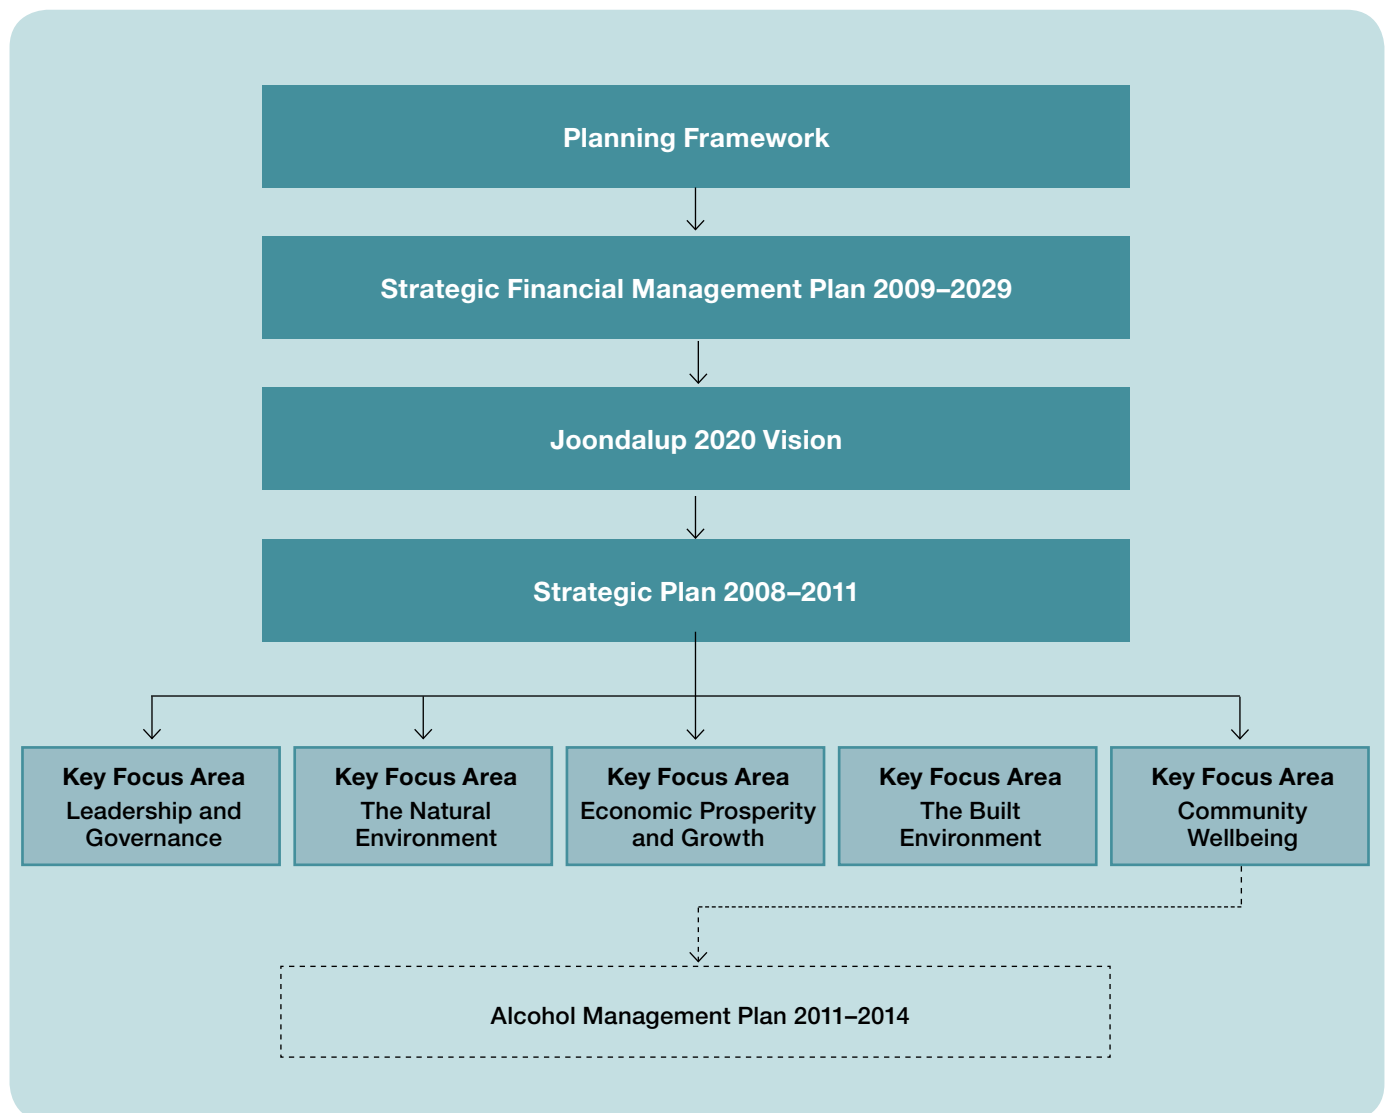 Planning Framework
Strategic Financial Management Plan 2009–2029
Joondalup 2020 Vision
Strategic Plan 2008–2011
Key Focus Area
Leadership and
Governance
Key Focus Area
The Natural
Environment
Key Focus Area
Economic Prosperity
and Growth
Key Focus Area
The Built
Environment
Key Focus Area
Community
Wellbeing
Alcohol Management Plan 2011–2014